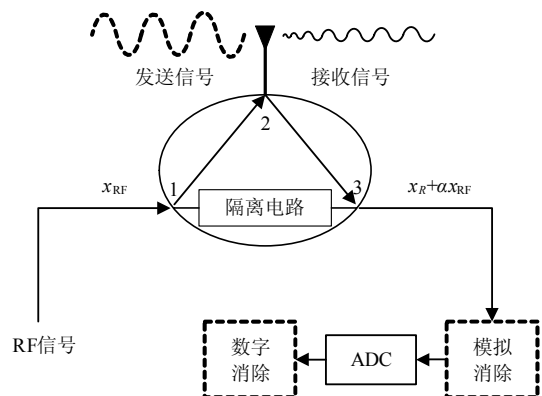 发送信号
接收信号
2
1
3
x_RF
隔离电路
x_R+αx_RF
RF信号
数字
消除
ADC
模拟
消除